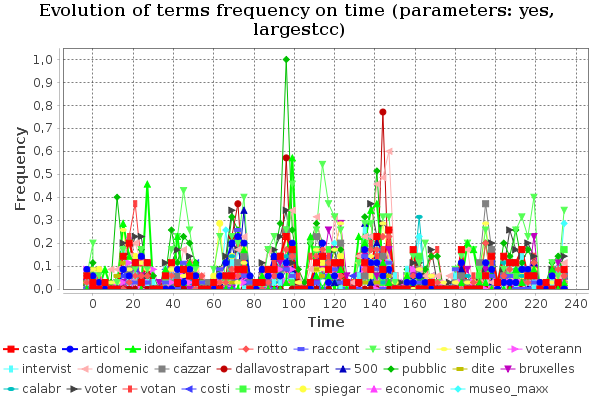 Evolution of terms frequency on time (parameters: yes,
largestcc)
Frequency
1,0
0,9
0,8
0,7
0,6
0,5
0,4
0,3
0,2
0,1
0,0
0 20 40 60 80 100 120 140 160 180 200 220 240
Time
casta articol idoneifantasm rotto raccont stipend semplic voterann
intervist domenic cazzar dallavostrapart 500 pubblic dite bruxelles
calabr voter votan costi mostr spiegar economic museo_maxx